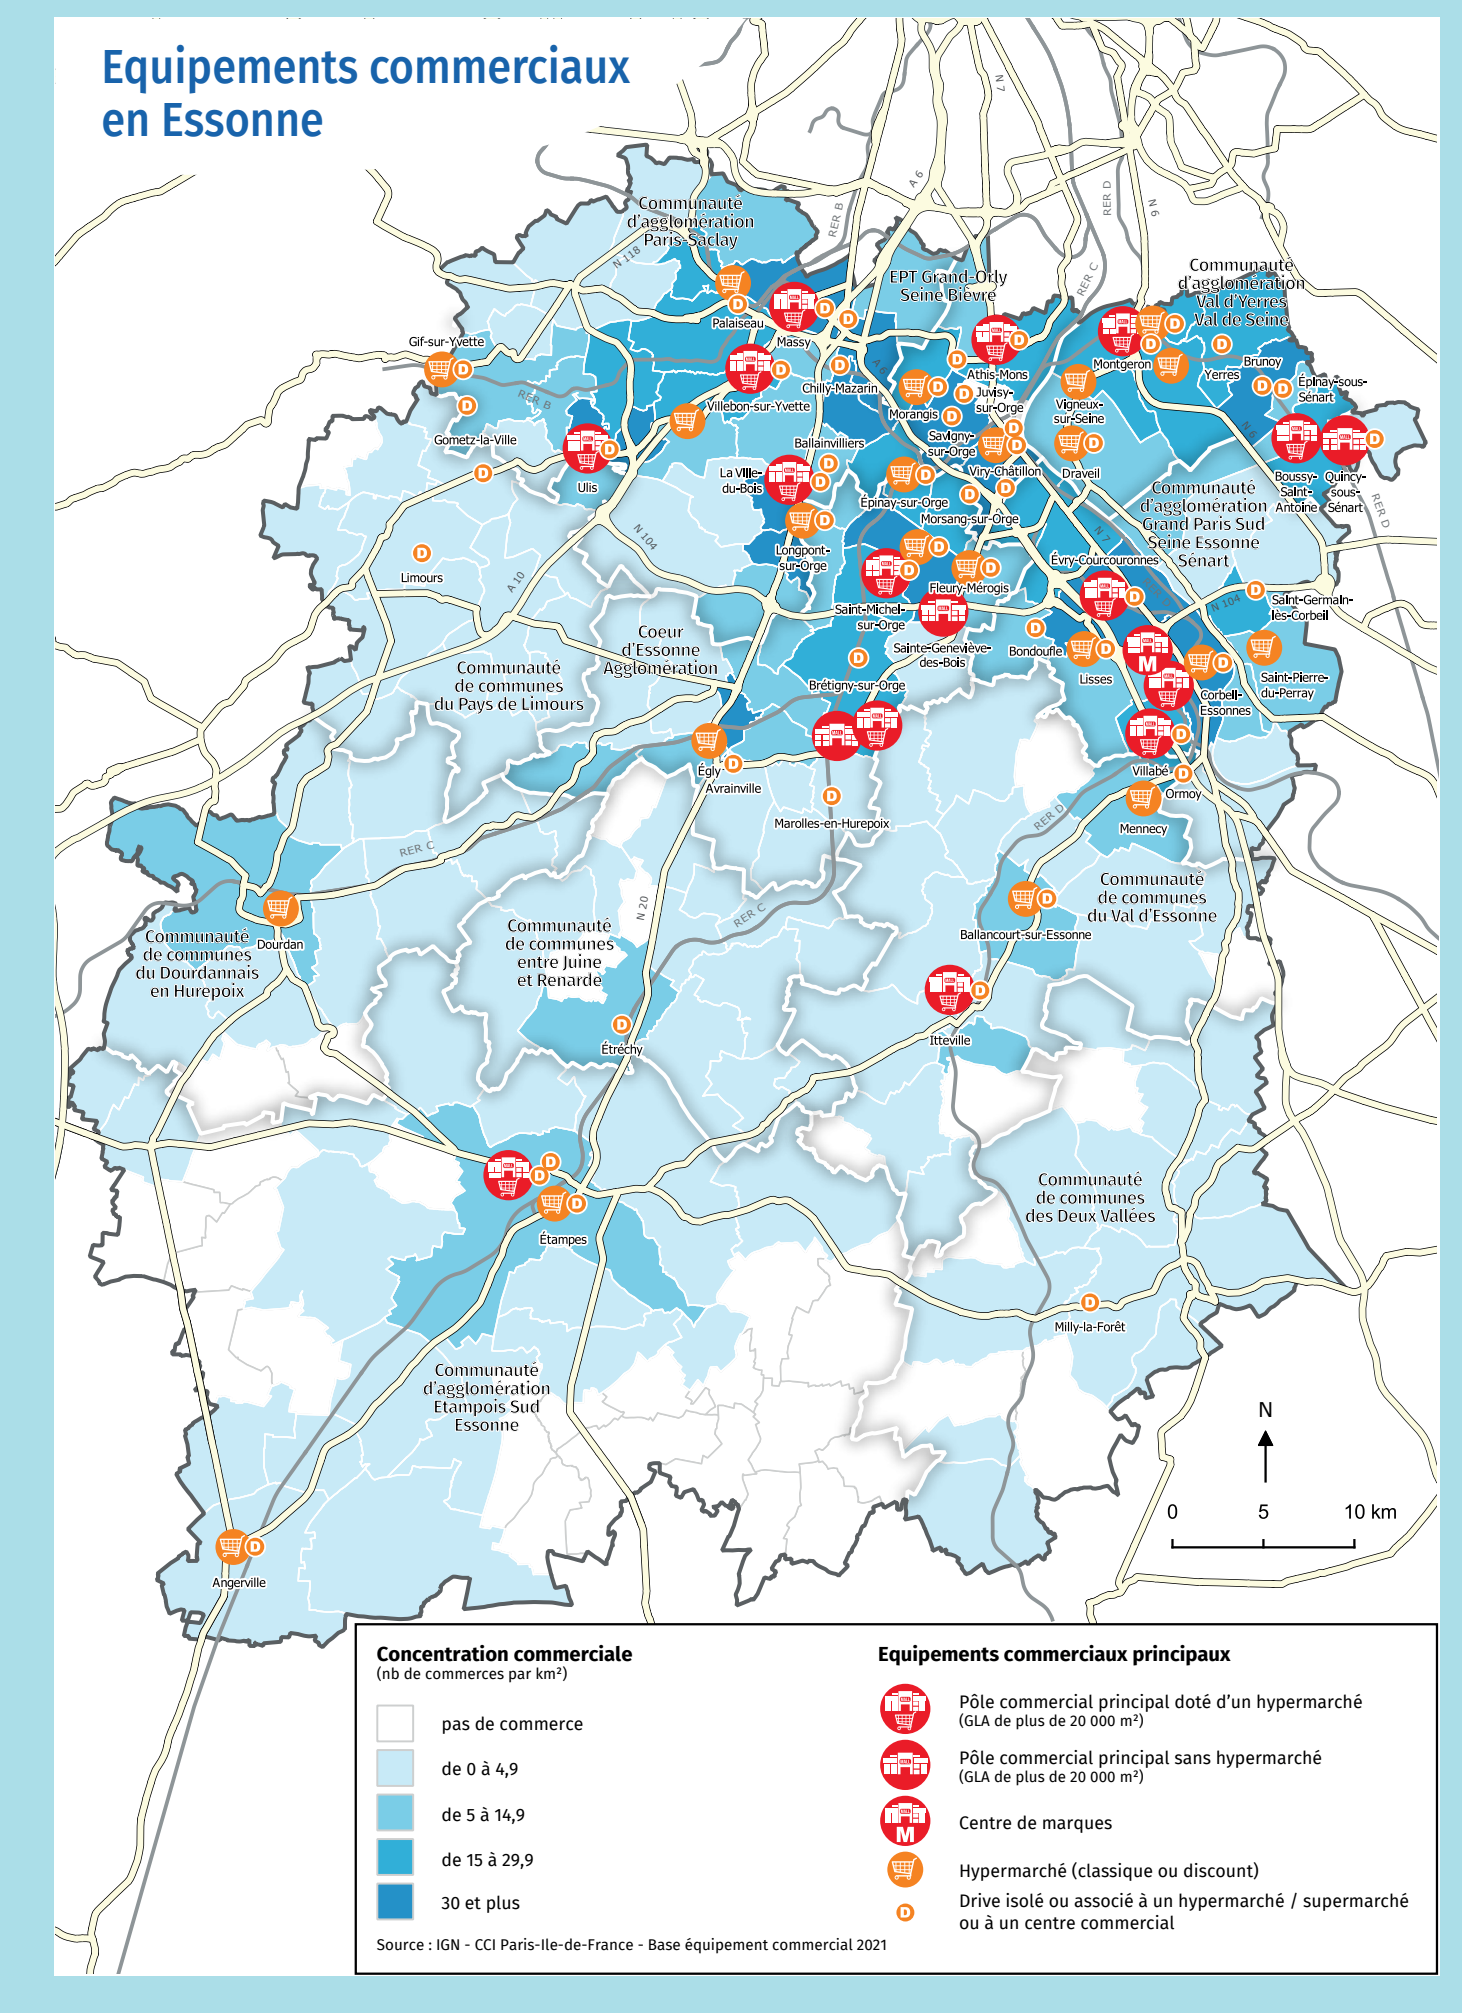 Equipements commerciaux
en Essonne
N 7
A 6
RER D
N 6
RER B
RER C
Communauté
d'agglomération
Paris-Saclay
N 118
EPT Grand-Orly
Seine Bièvre
Communauté
d'agglomération
Val d'Yerres
Val de Seine
Palaiseau
Massy
Gif-sur-Yvette
Athis-Mons
Montgeron
Brunoy
Yerres
Épinay-sous-
Sénart
A 6
Chilly-Mazarin
RER B
Villebon-sur-Yvette
Morangis
Juvisy-
sur-Orge
Vigneux-
sur-Seine
Gometz-la-Ville
Ballainvilliers
Savigny-
sur-Orge
N 6
La Ville-
du-Bois
Viry-Châtillon
Draveil
Ulis
Boussy-
Saint-
Antoine
Quincy-
sous-
Sénart
Épinay-sur-Orge
Morsang-sur-Orge
RER D
Communauté
d'agglomération
Grand Paris Sud
Seine Essonne
Sénart
N 104
N 7
Longpont-
sur-Orge
Évry-Courcouronnes
Limours
A 10
Fleury-Mérogis
Saint-Michel-
sur-Orge
N 104
Saint-Germain-
lès-Corbeil
Coeur
d'Essonne
Agglomération
Sainte-Geneviève-
des-Bois
Bondoufle
Communauté
de communes
du Pays de Limours
Lisses
Brétigny-sur-Orge
Saint-Pierre-
du-Perray
Corbeil-
Essonnes
Égly
Avrainville
Villabé
Ormoy
Marolles-en-Hurepoix
RER D
Mennecy
RER C
Communauté
de communes
du Val d'Essonne
N 20
RER C
Ballancourt-sur-Essonne
Communauté
de communes
entre Juine
et Renarde
Communauté
de communes
du Dourdannais
en Hurepoix
Dourdan
Itteville
Étréchy
Communauté
de communes
des Deux Vallées
Étampes
Milly-la-Forêt
Communauté
d'agglomération
Etampois Sud
Essonne
Angerville
N
0 5 10 km
Concentration commerciale
(nb de commerces par km²)
pas de commerce
de 0 à 4,9
de 5 à 14,9
de 15 à 29,9
30 et plus
Source : IGN - CCI Paris-Ile-de-France - Base équipement commercial 2021
Equipements commerciaux principaux
Pôle commercial principal doté d'un hypermarché
(GLA de plus de 20 000 m²)
Pôle commercial principal sans hypermarché
(GLA de plus de 20 000 m²)
M
Centre de marques
Hypermarché (classique ou discount)
D
Drive isolé ou associé à un hypermarché / supermarché
ou à un centre commercial